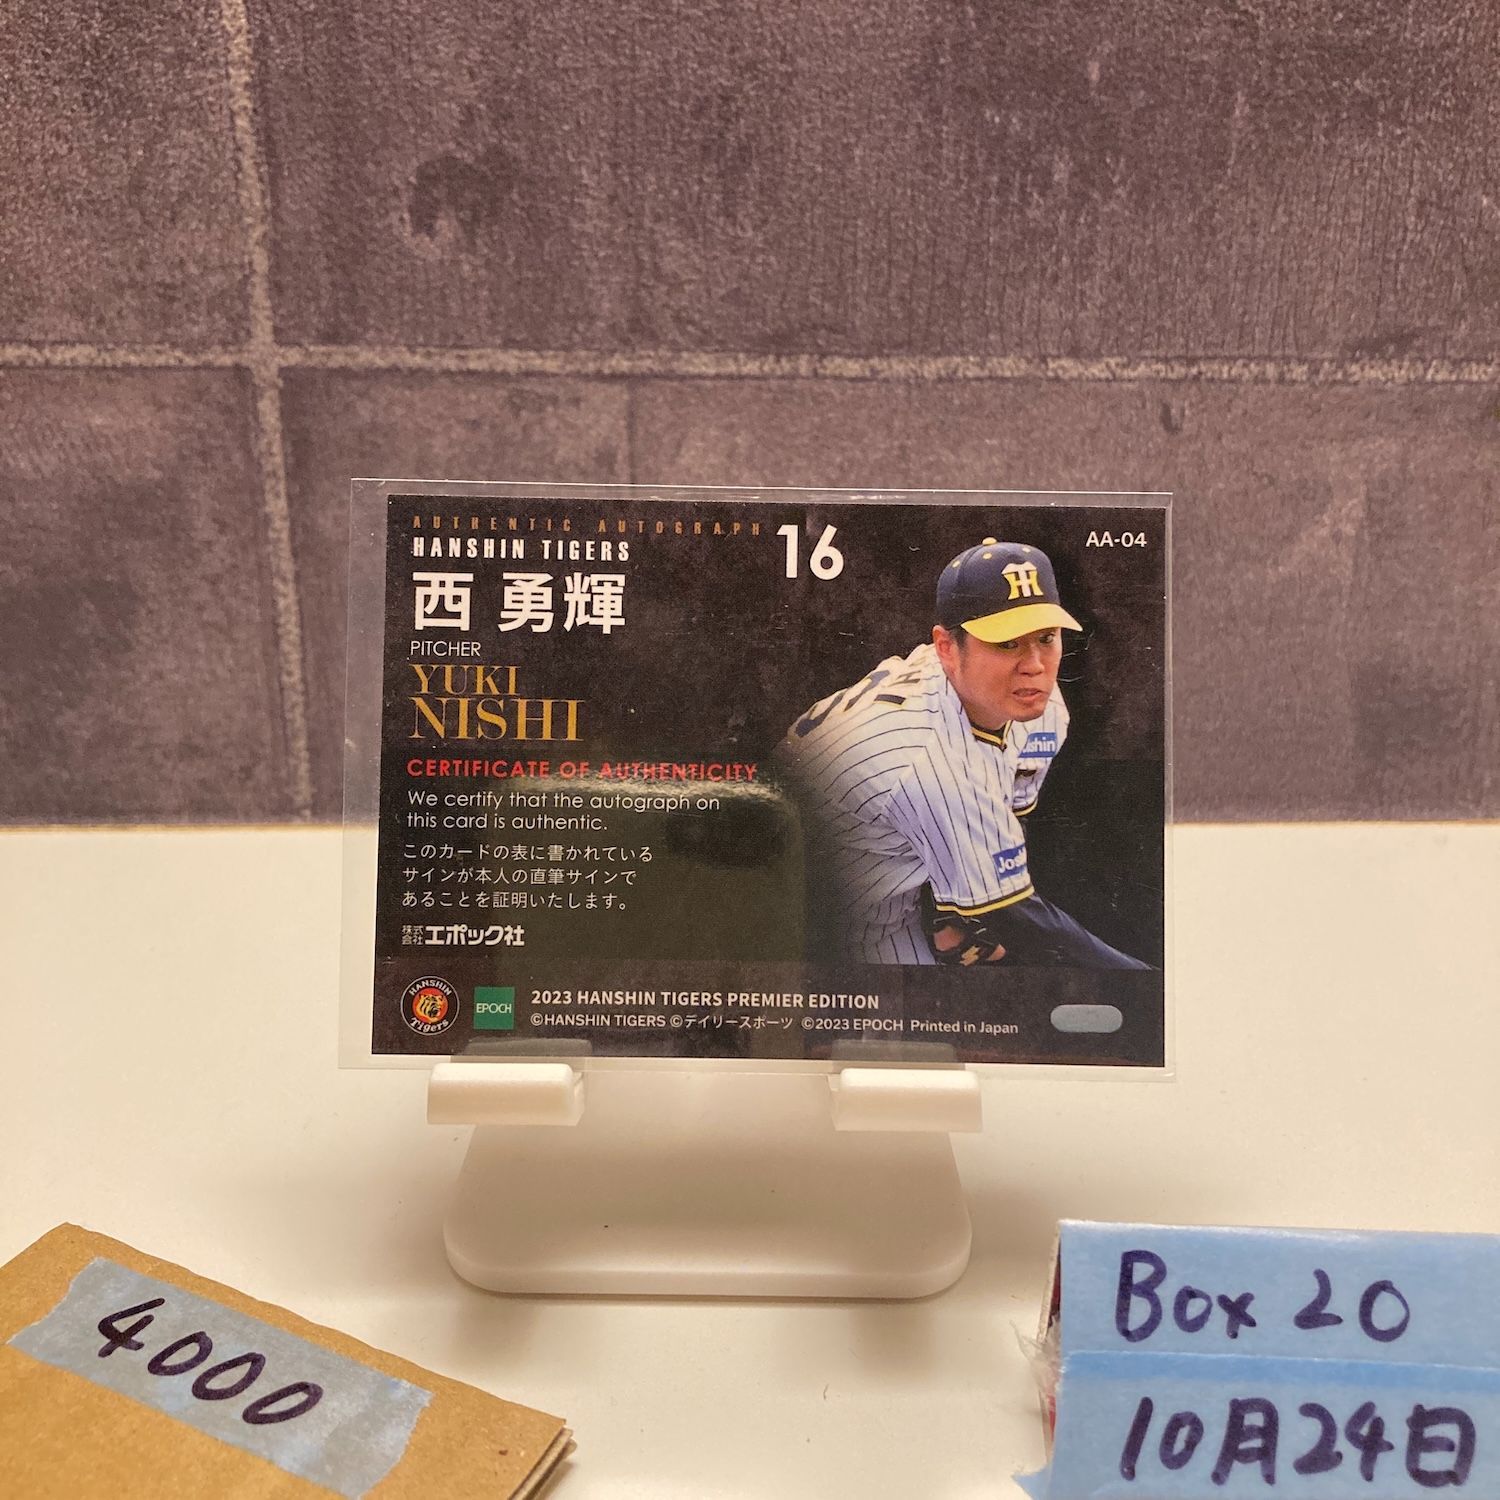 AUTHENTIC AUTOGRAPH
HANSHIN TIGERS
16
AA-04
西 勇輝
PITCHER
YUKI
NISHI
CERTIFICATE OF AUTHENTICITY
We certify that the autograph on
this card is authentic.
このカードの表に書かれている
サインが本人の直筆サインで
あることを証明いたします。
株式会社エポック社
HANSHIN
Tigers
EPOCH
2023 HANSHIN TIGERS PREMIER EDITION
©HANSHIN TIGERS ©デイリースポーツ ©2023 EPOCH Printed in Japan
4000
Box 20
10月24日